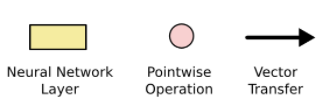 Neural Network
Layer
Pointwise
Operation
Vector
Transfer